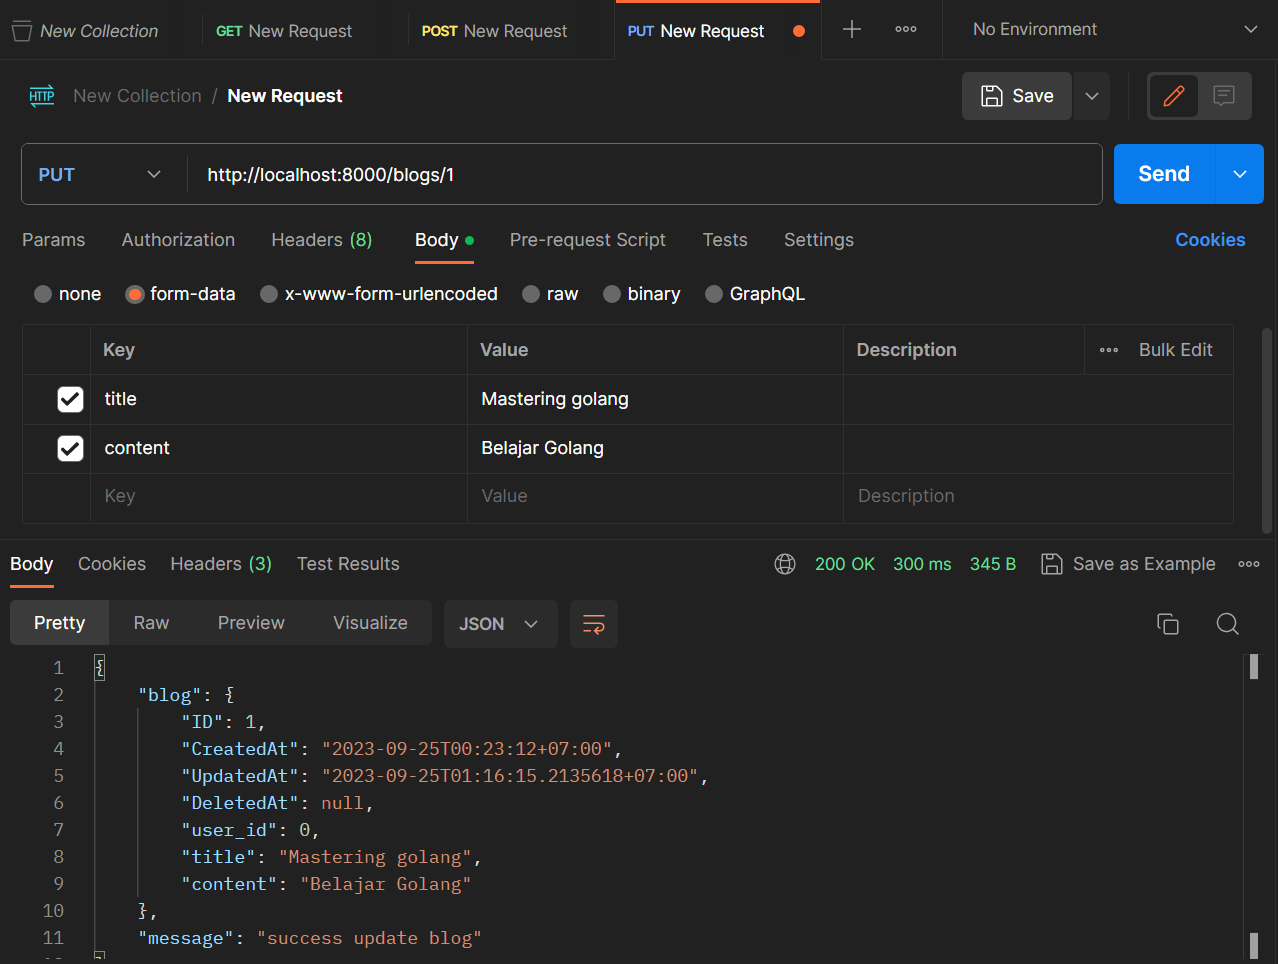 New Collection GET New Request POST New Request PUT New Request No Environment
HTTP New Collection / New Request Save
PUT http://localhost:8000/blogs/1 Send
Params Authorization Headers (8) Body Pre-request Script Tests Settings Cookies
none form-data x-www-form-urlencoded raw binary GraphQL
Key Value Description Bulk Edit
title Mastering golang
content Belajar Golang
Key Value Description
Body Cookies Headers (3) Test Results 200 OK 300 ms 345 B Save as Example
Pretty Raw Preview Visualize JSON
1 {
2 "blog": {
3 "ID": 1,
4 "CreatedAt": "2023-09-25T00:23:12+07:00",
5 "UpdatedAt": "2023-09-25T01:16:15.2135618+07:00",
6 "DeletedAt": null,
7 "user_id": 0,
8 "title": "Mastering golang",
9 "content": "Belajar Golang"
10 },
11 "message": "success update blog"